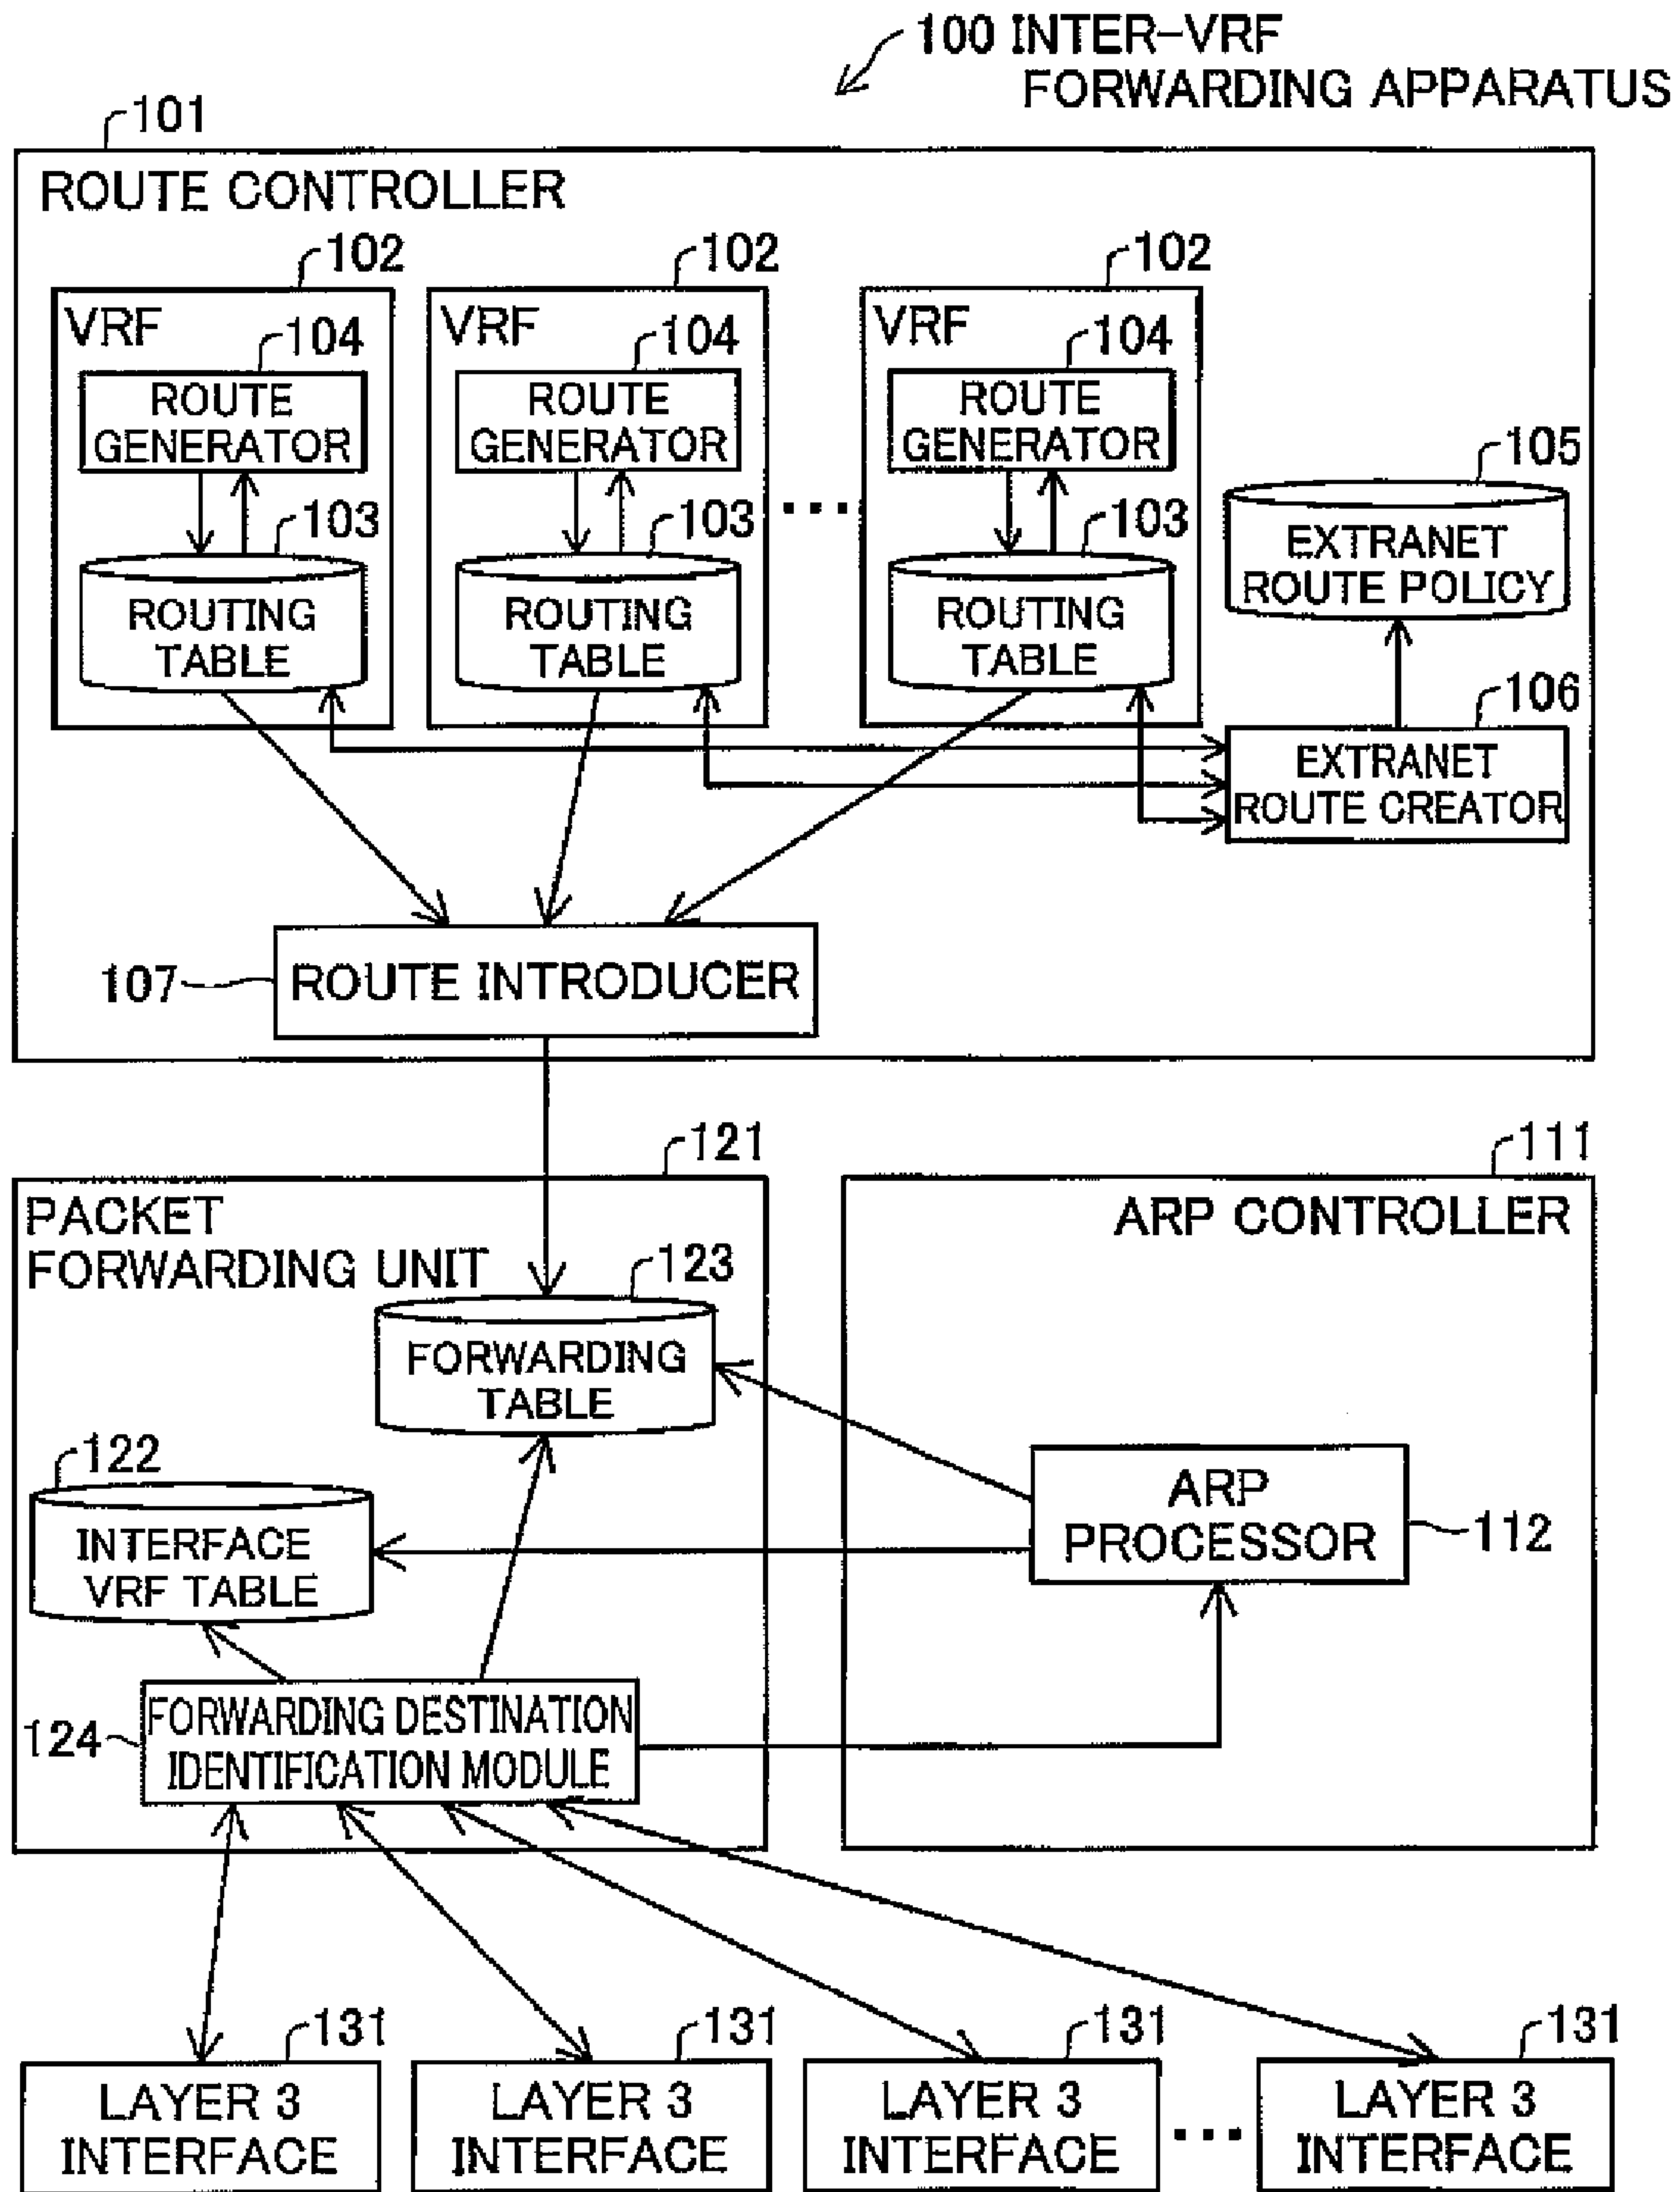 100 INTER-VRF
FORWARDING APPARATUS
101
ROUTE CONTROLLER
102
102
102
VRF
VRF
VRF
104
104
104
ROUTE
GENERATOR
ROUTE
GENERATOR
ROUTE
GENERATOR
105
103
103
...
103
EXTRANET
ROUTE POLICY
ROUTING
TABLE
ROUTING
TABLE
ROUTING
TABLE
106
EXTRANET
ROUTE CREATOR
107
ROUTE INTRODUCER
121
111
PACKET
FORWARDING UNIT
ARP CONTROLLER
123
FORWARDING
TABLE
122
INTERFACE
VRF TABLE
ARP
PROCESSOR
112
124
FORWARDING DESTINATION
IDENTIFICATION MODULE
131
131
131
131
LAYER 3
INTERFACE
LAYER 3
INTERFACE
LAYER 3
INTERFACE
...
LAYER 3
INTERFACE